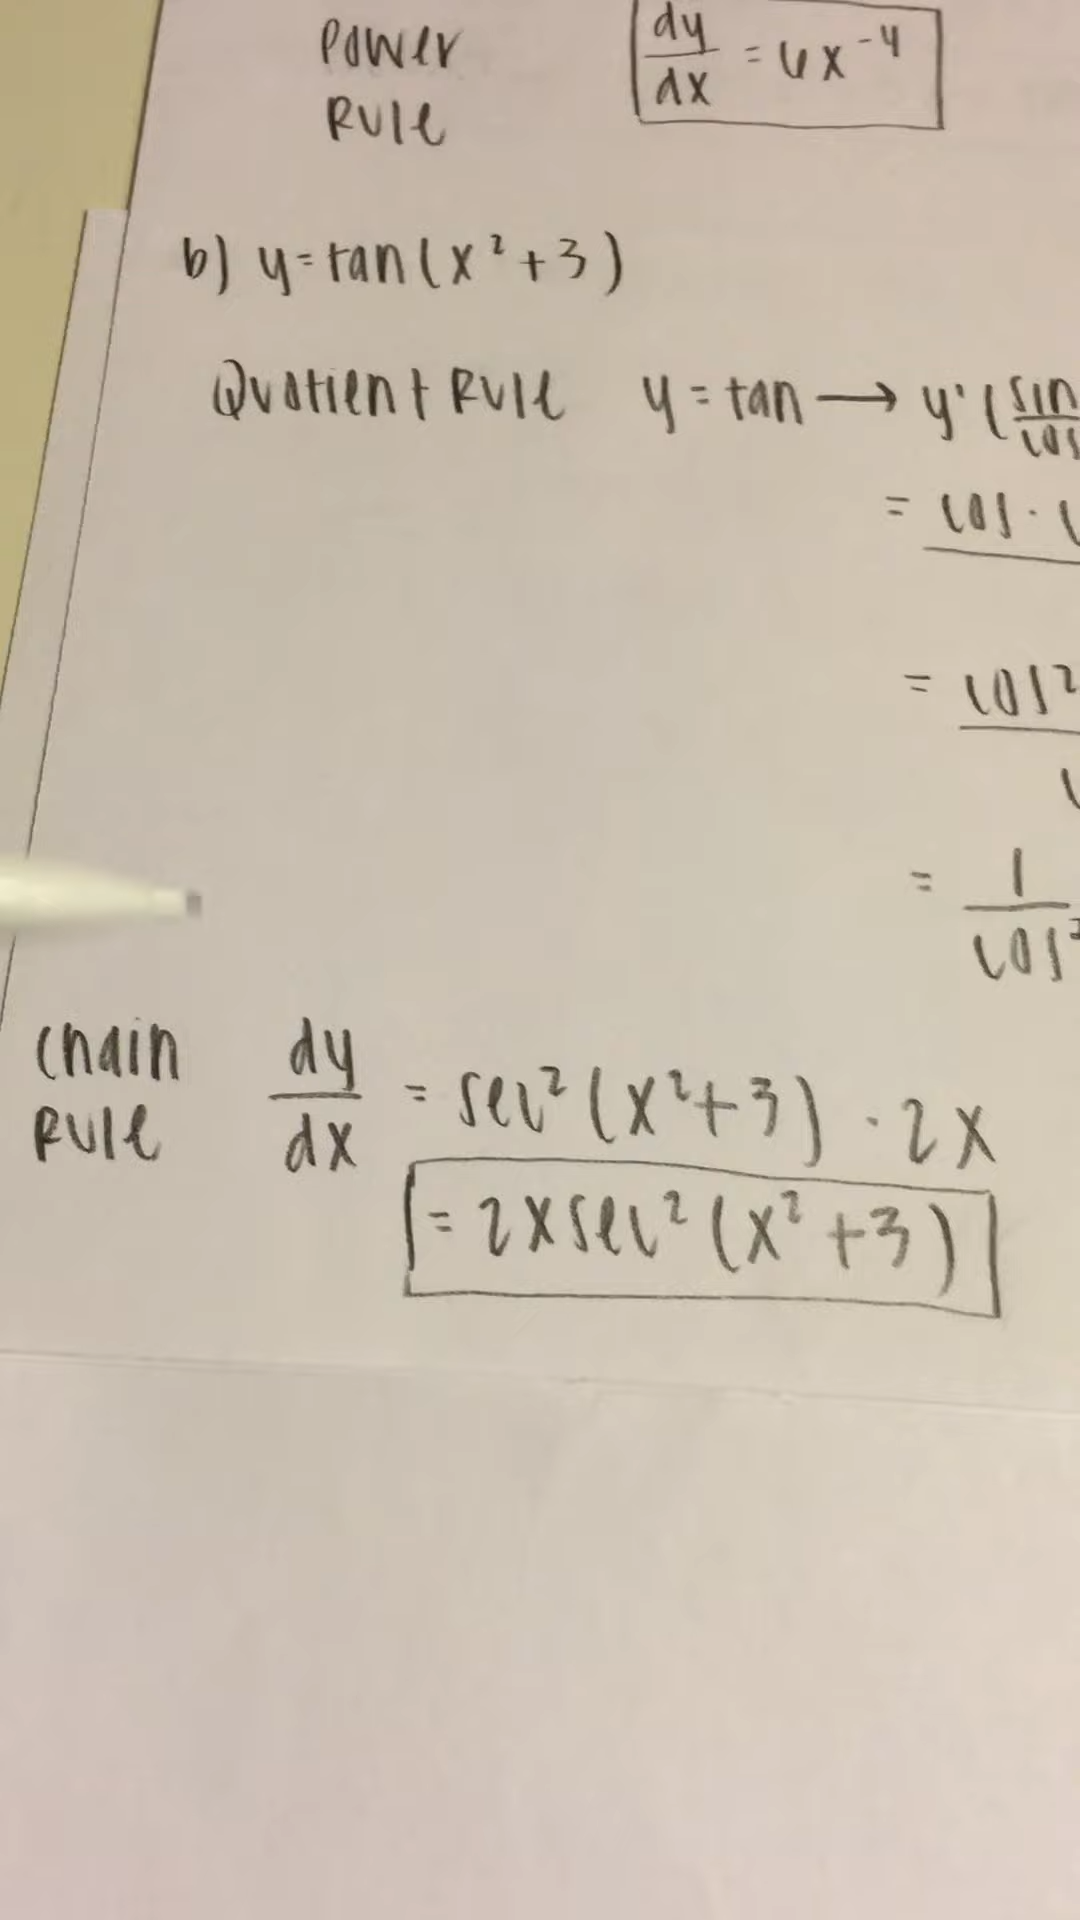 Power
Rule
dy/dx = 6x⁻⁴
b) y = tan(x² + 3)
Quotient Rule y = tan → y' (sin/cos
= cos ·
= cos²
= 1/cos²
Chain
Rule
dy/dx = sec²(x² + 3) · 2x
= 2x sec²(x² + 3)